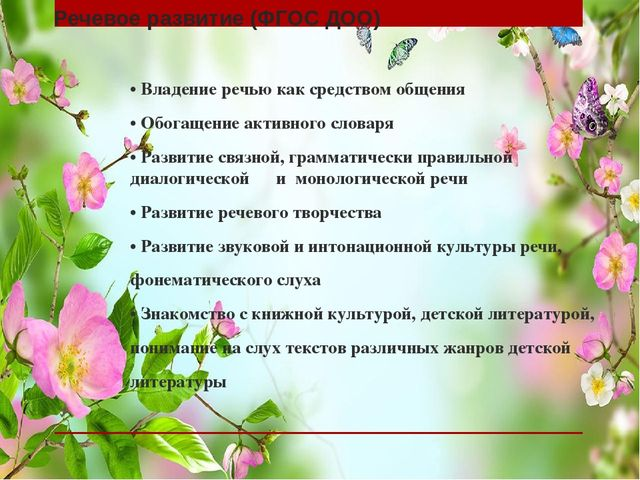 Речевое развитие (ФГОС ДОО)
• Владение речью как средством общения
• Обогащение активного словаря
• Развитие связной, грамматически правильной
диалогической и монологической речи
• Развитие речевого творчества
• Развитие звуковой и интонационной культуры речи,
фонематического слуха
• Знакомство с книжной культурой, детской литературой,
понимание на слух текстов различных жанров детской
литературы